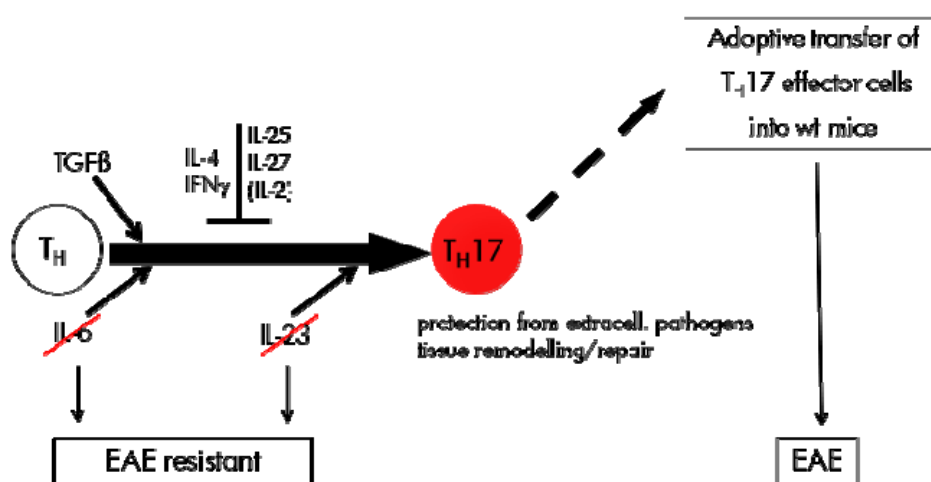 Adoptive transfer of
TH17 effector cells
into wt mice
TGFβ
IL-4
IFNγ
IL-25
IL-27
(IL-2)
TH
TH17
IL-6
IL-23
protection from extracell. pathogens
tissue remodelling/repair
EAE resistant
EAE